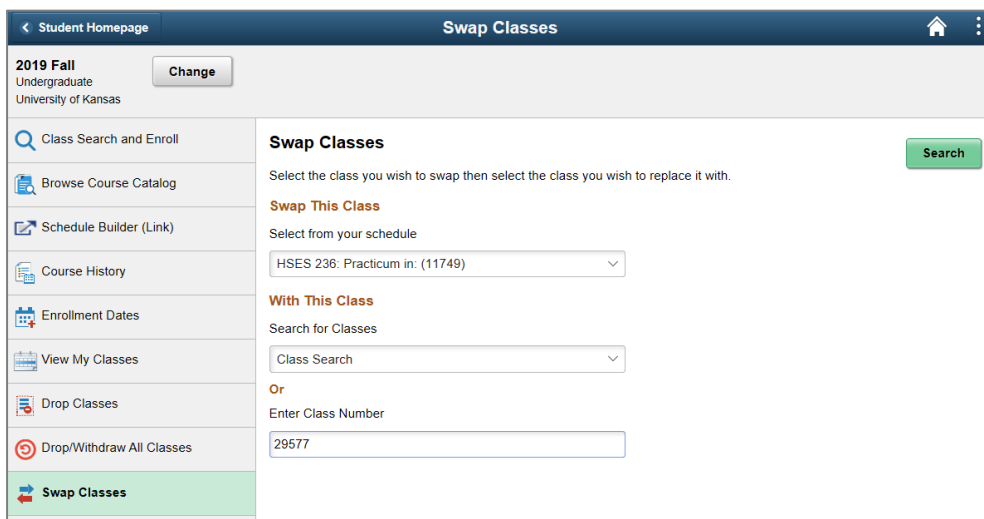 Student Homepage
Swap Classes
2019 Fall
Undergraduate
University of Kansas
Change
Class Search and Enroll
Browse Course Catalog
Schedule Builder (Link)
Course History
Enrollment Dates
View My Classes
Drop Classes
Drop/Withdraw All Classes
Swap Classes
Swap Classes
Search
Select the class you wish to swap then select the class you wish to replace it with.
Swap This Class
Select from your schedule
HSES 236: Practicum in: (11749)
With This Class
Search for Classes
Class Search
Or
Enter Class Number
29577